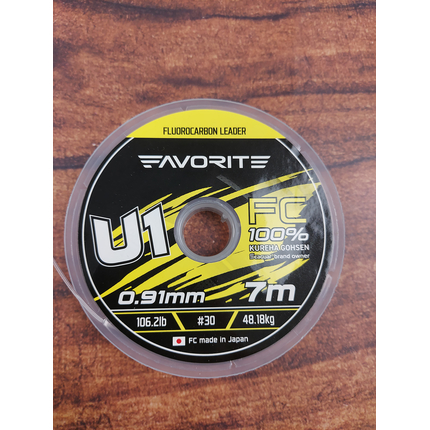 FLUOROCARBON LEADER
FAVORITE
U1
FC
100%
KUREHA GOHSEN
Seaguar brand owner
0.91mm
7m
106.2lb
#30
48.18kg
FC made in Japan